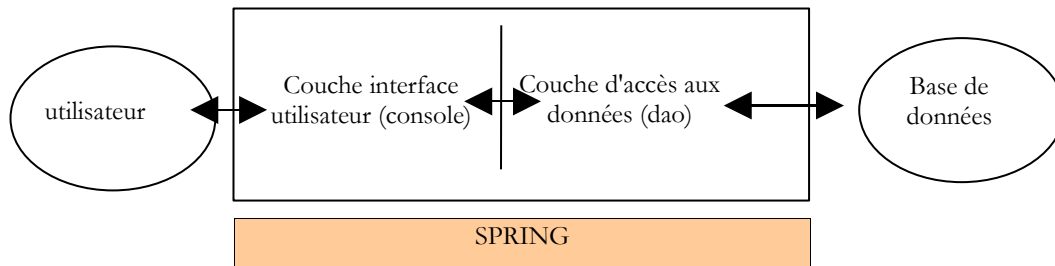 utilisateur
Couche interface
utilisateur (console)
Couche d'accès aux
données (dao)
Base de
données
SPRING